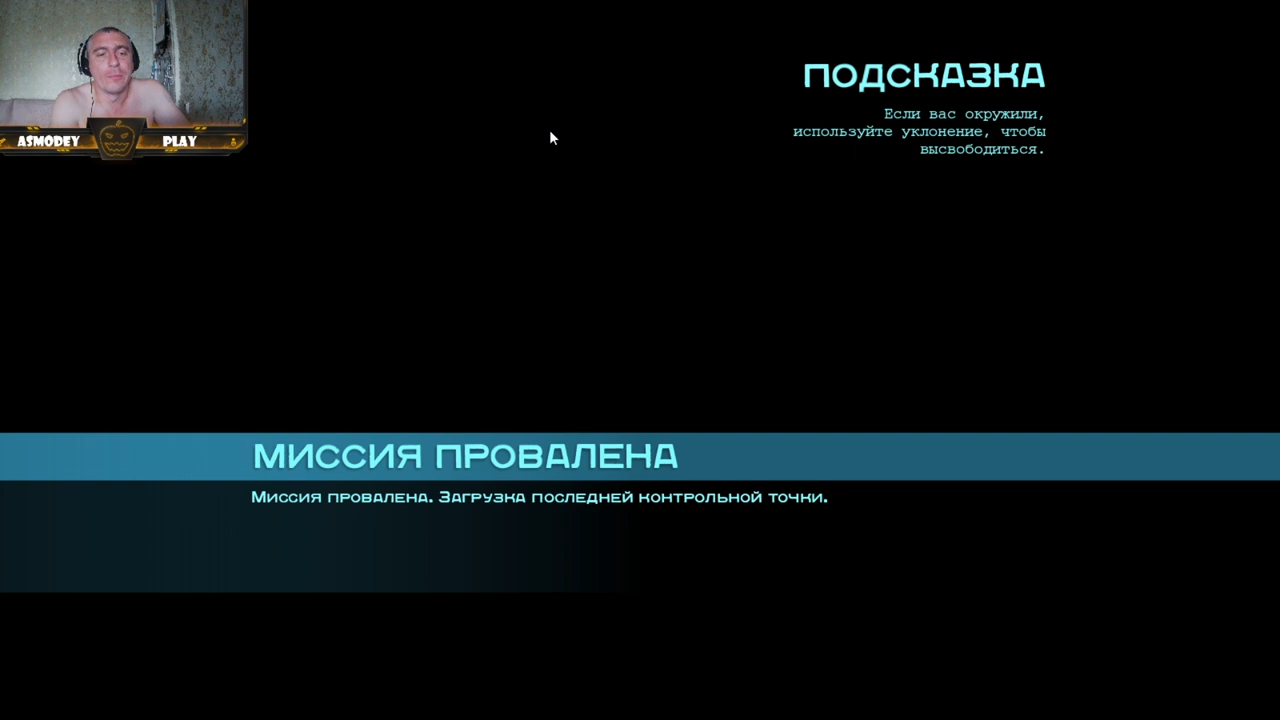 ASMODEY PLAY
ПОДСКАЗКА
Если вас окружили,
используйте уклонение, чтобы
высвободиться.
МИССИЯ ПРОВАЛЕНА
Миссия провалена. Загрузка последней контрольной точки.